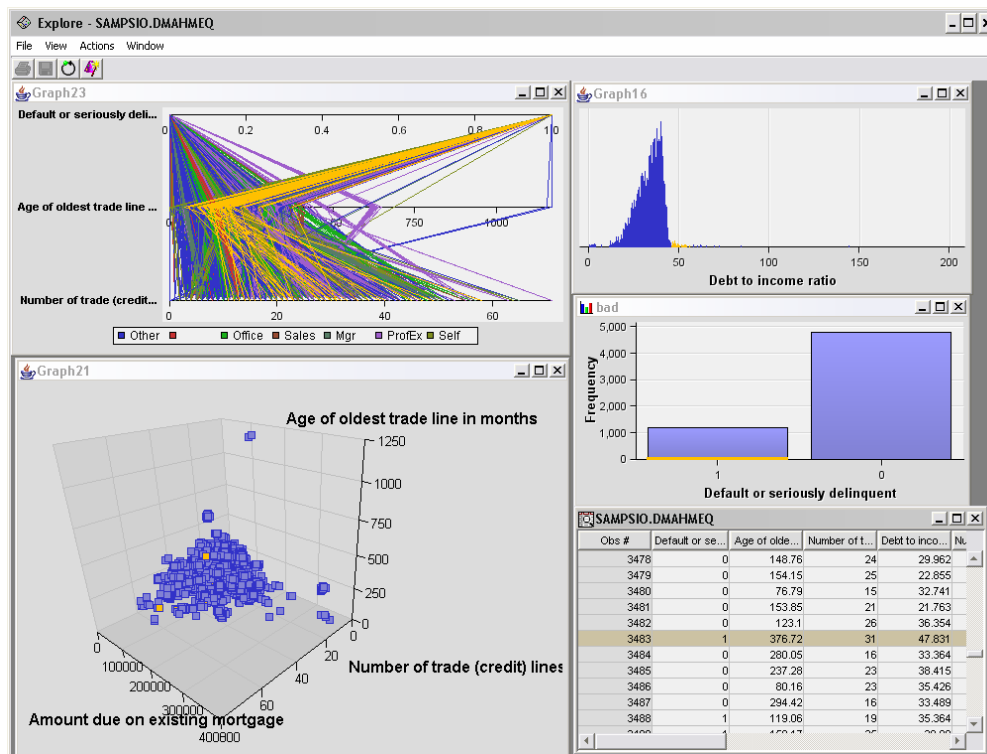 Explore - SAMPSIO.DMAHMEQ
File View Actions Window
Graph23
Default or seriously deli...
0 0.2 0.4 0.6 0.8 1.0
Age of oldest trade line ...
750 1000
Number of trade (credit...
0 20 40 60
Other Office Sales Mgr ProfEx Self
Graph16
0 50 100 150 200
Debt to income ratio
bad
5,000
4,000
3,000
2,000
1,000
0
Frequency
1 0
Default or seriously delinquent
Graph21
Age of oldest trade line in months
1250
1000
750
500
250
0
0
20
40
60
Number of trade (credit) lines
0
100000
200000
300000
400000
Amount due on existing mortgage
SAMPSIO.DMAHMEQ
Obs # Default or se... Age of olde... Number of t... Debt to inco... Nu
3478 0 148.76 24 29.962
3479 0 154.15 25 22.855
3480 0 76.79 15 32.741
3481 0 153.85 21 21.763
3482 0 123.1 26 36.354
3483 1 376.72 31 47.831
3484 0 280.05 16 33.364
3485 0 237.28 23 38.415
3486 0 80.16 23 35.426
3487 0 294.42 16 33.489
3488 1 119.06 19 35.364